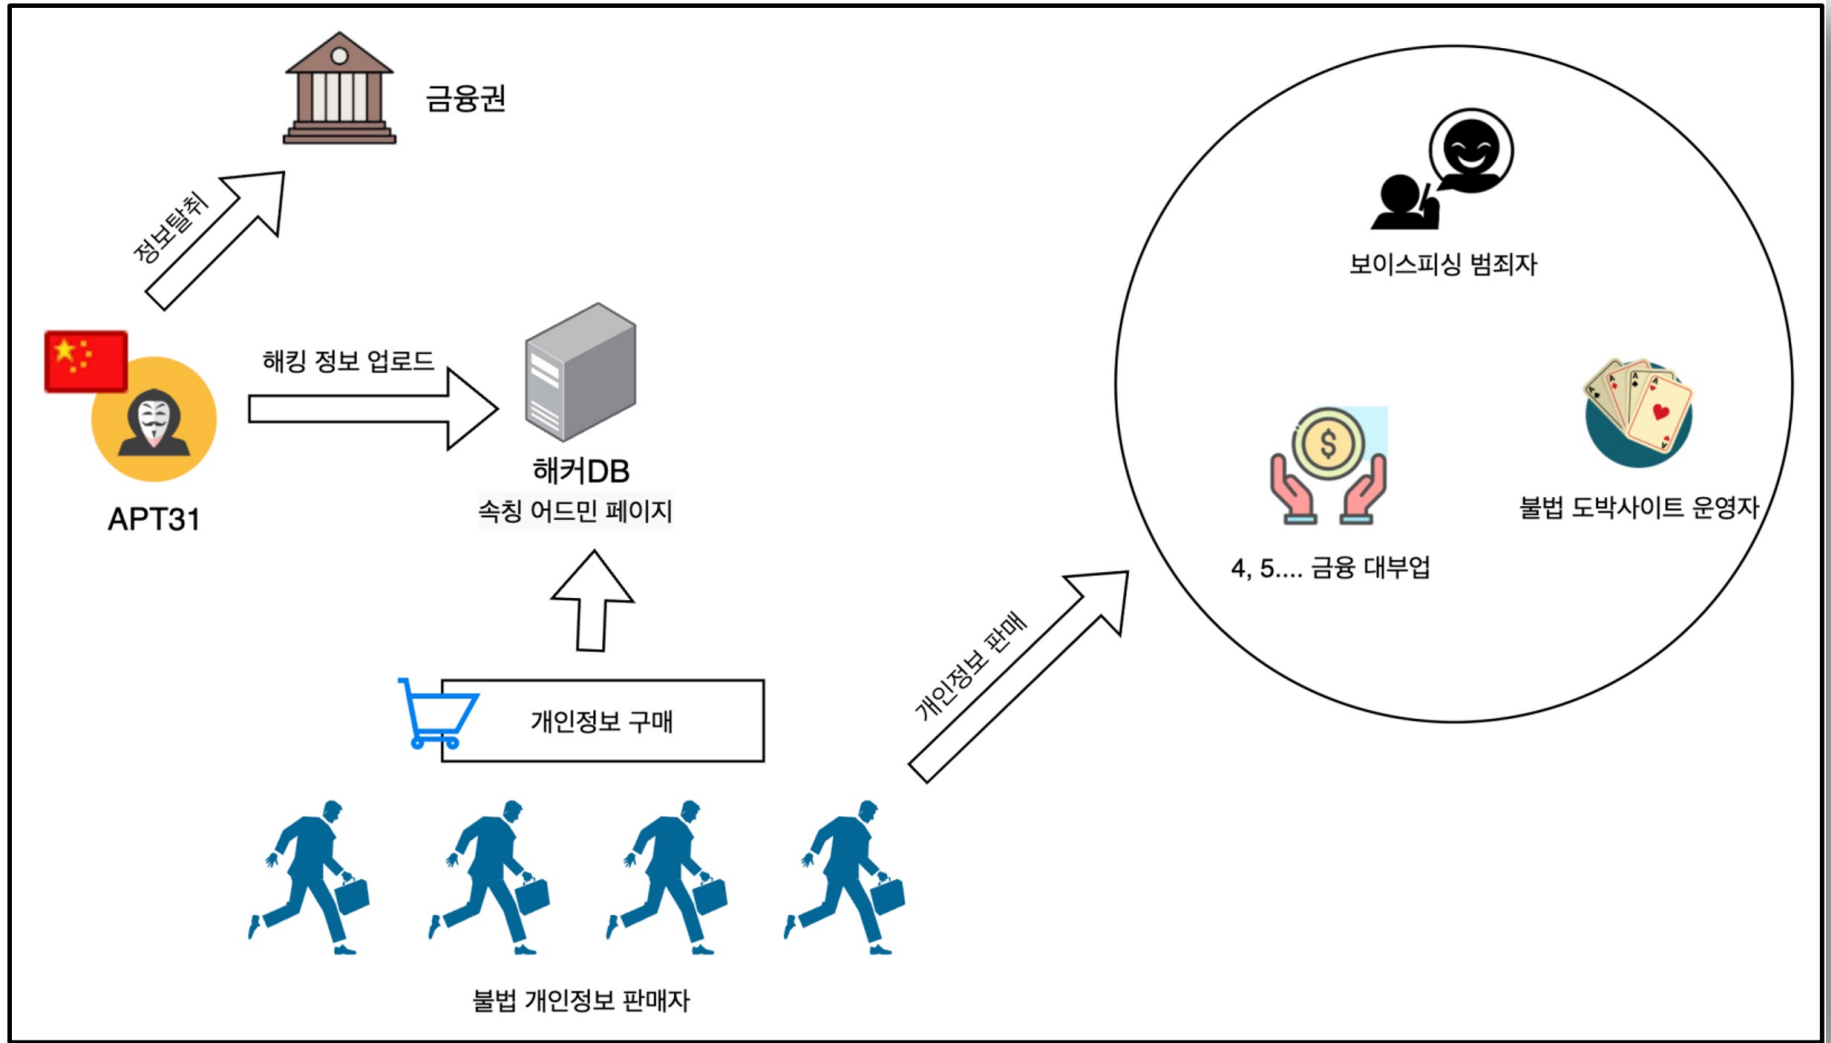 금융권
정보탈취
해킹 정보 업로드
APT31
해커DB
속칭 어드민 페이지
개인정보 구매
불법 개인정보 판매자
개인정보 판매
보이스피싱 범죄자
불법 도박사이트 운영자
4, 5.... 금융 대부업